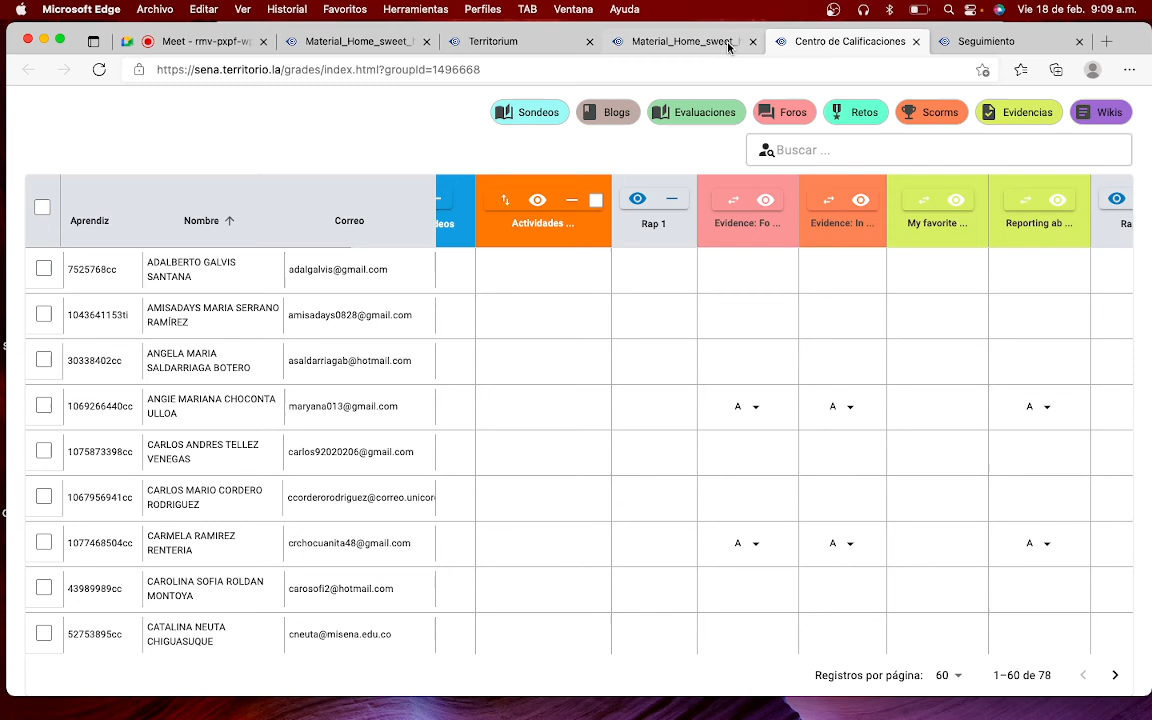 Microsoft Edge Archivo Editar Ver Historial Favoritos Herramientas Perfiles TAB Ventana Ayuda Vie 18 de feb. 9:09 a.m.
Meet - rmv-pxpf-w Material_Home_sweet_ Territorium Material_Home_sweet_ Centro de Calificaciones Seguimiento
https://sena.territorio.la/grades/index.html?groupId=1496668
Sondeos Blogs Evaluaciones Foros Retos Scorms Evidencias Wikis
Buscar ...
Aprendiz Nombre Correo deos Actividades ... Rap 1 Evidence: Fo ... Evidence: In ... My favorite ... Reporting ab ... Ra
7525768cc ADALBERTO GALVIS
SANTANA adalgalvis@gmail.com
1043641153ti AMISADAYS MARIA SERRANO
RAMÍREZ amisadays0828@gmail.com
30338402cc ANGELA MARIA
SALDARRIAGA BOTERO asaldarriagab@hotmail.com
1069266440cc ANGIE MARIANA CHOCONTA
ULLOA maryana013@gmail.com A A A
1075873398cc CARLOS ANDRES TELLEZ
VENEGAS carlos92020206@gmail.com
1067956941cc CARLOS MARIO CORDERO
RODRIGUEZ ccorderorodriguez@correo.unicor
1077468504cc CARMELA RAMIREZ
RENTERIA crchocuanita48@gmail.com A A A
43989989cc CAROLINA SOFIA ROLDAN
MONTOYA carosofi2@hotmail.com
52753895cc CATALINA NEUTA
CHIGUASUQUE cneuta@misena.edu.co
Registros por página: 60 1–60 de 78